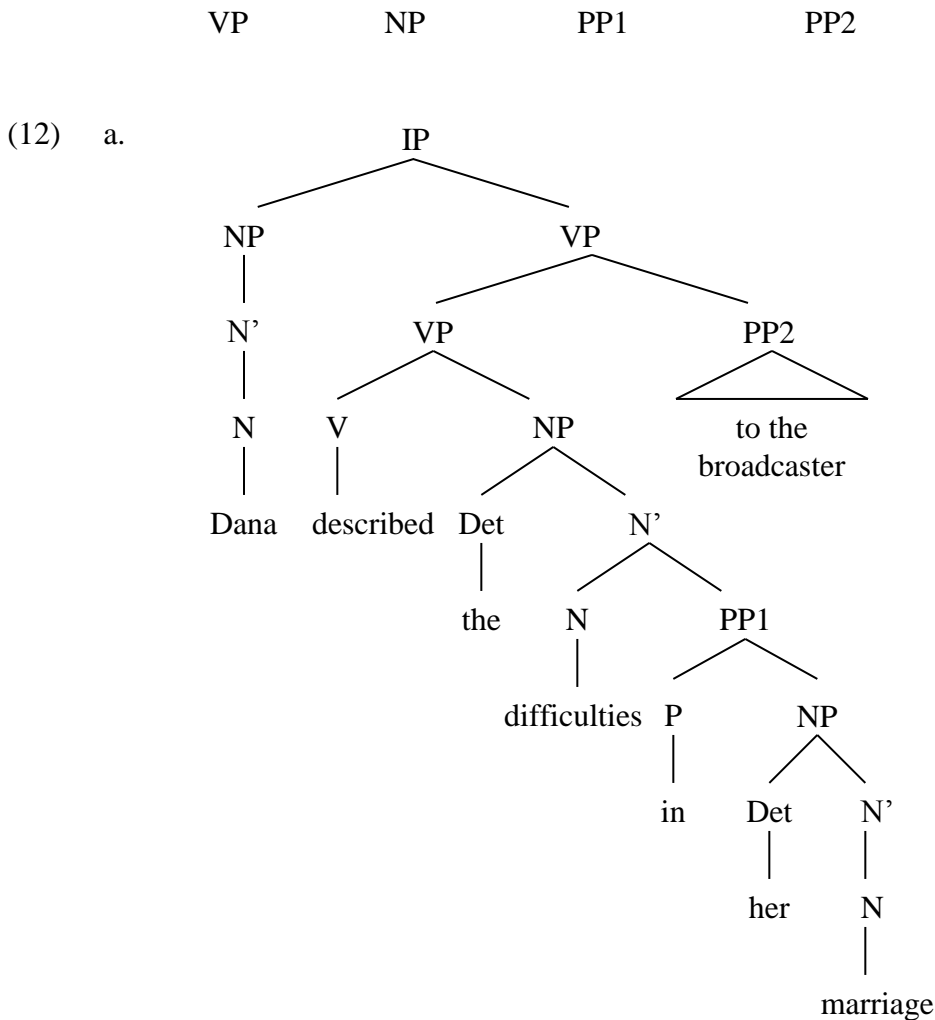 VP NP PP1 PP2
(12) a. IP
NP VP
N’ VP PP2
N V NP to the
broadcaster
Dana described Det N’
the N PP1
difficulties P NP
in Det N’
her N
marriage